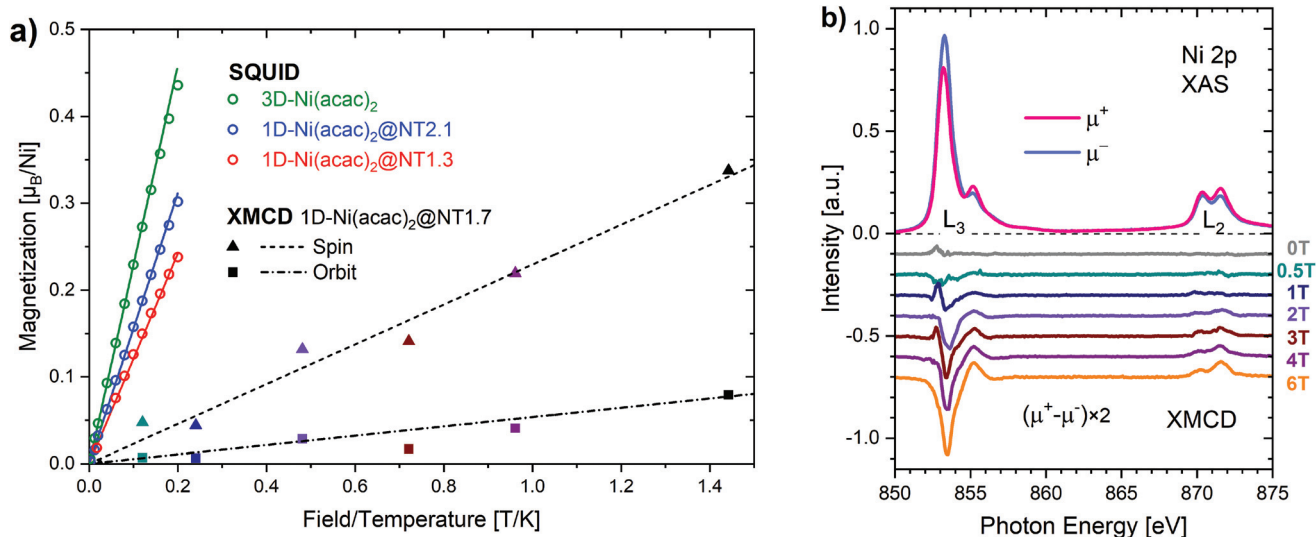 a)
0.5
0.4
0.3
0.2
0.1
0.0
Magnetization [μB/Ni]
SQUID
3D-Ni(acac)2
1D-Ni(acac)2@NT2.1
1D-Ni(acac)2@NT1.3
XMCD 1D-Ni(acac)2@NT1.7
Spin
Orbit
0.0 0.2 0.4 0.6 0.8 1.0 1.2 1.4
Field/Temperature [T/K]
b)
1.0
0.5
0.0
-0.5
-1.0
Intensity [a.u.]
Ni 2p
XAS
μ+
μ−
L3
L2
0T
0.5T
1T
2T
3T
4T
6T
(μ+-μ-)×2
XMCD
850 855 860 865 870 875
Photon Energy [eV]